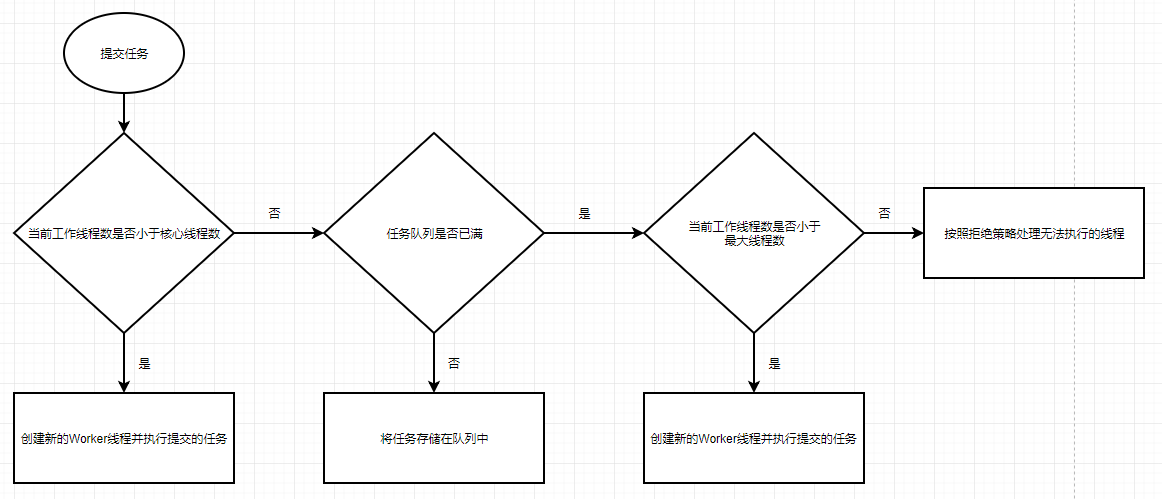 提交任务
当前工作线程数是否小于核心线程数
否
任务队列是否已满
是
当前工作线程数是否小于
最大线程数
否
按照拒绝策略处理无法执行的线程
是
否
是
创建新的Worker线程并执行提交的任务
将任务存储在队列中
创建新的Worker线程并执行提交的任务